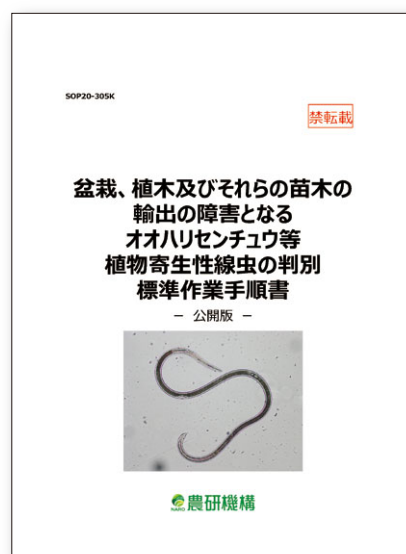 SOP20-305K
禁転載
盆栽、植木及びそれらの苗木の
輸出の障害となる
オオハリセンチュウ等
植物寄生性線虫の判別
標準作業手順書
− 公開版 −
NARO
農研機構